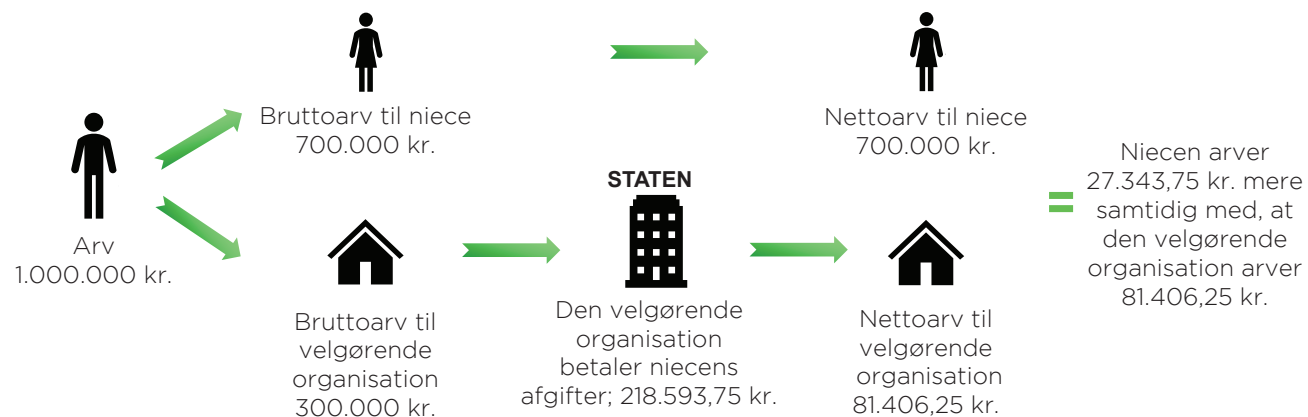 Arv
1.000.000 kr.
Bruttoarv til niece
700.000 kr.
Nettoarv til niece
700.000 kr.
Bruttoarv til
velgørende
organisation
300.000 kr.
STATEN
Den velgørende
organisation
betaler niecens
afgifter; 218.593,75 kr.
Nettoarv til
velgørende
organisation
81.406,25 kr.
=
Niecen arver
27.343,75 kr. mere
samtidig med, at
den velgørende
organisation arver
81.406,25 kr.